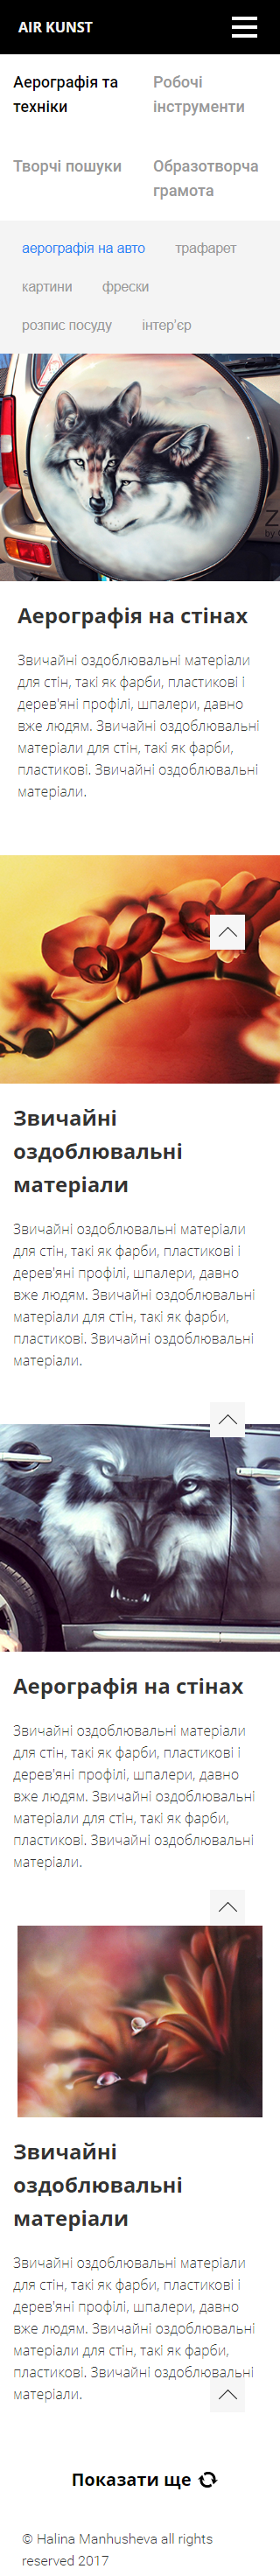 AIR KUNST
Аерографія та
техніки
Робочі
інструменти
Творчі пошуки
Образотворча
грамота
аерографія на авто
трафарет
картини
фрески
розпис посуду
інтер'єр
Аерографія на стінах
Звичайні оздоблювальні матеріали
для стін, такі як фарби, пластикові і
дерев'яні профілі, шпалери, давно
вже людям. Звичайні оздоблювальні
матеріали для стін, такі як фарби,
пластикові. Звичайні оздоблювальні
матеріали.
Звичайні
оздоблювальні
матеріали
Звичайні оздоблювальні матеріали
для стін, такі як фарби, пластикові і
дерев'яні профілі, шпалери, давно
вже людям. Звичайні оздоблювальні
матеріали для стін, такі як фарби,
пластикові. Звичайні оздоблювальні
матеріали.
Аерографія на стінах
Звичайні оздоблювальні матеріали
для стін, такі як фарби, пластикові і
дерев'яні профілі, шпалери, давно
вже людям. Звичайні оздоблювальні
матеріали для стін, такі як фарби,
пластикові. Звичайні оздоблювальні
матеріали.
Звичайні
оздоблювальні
матеріали
Звичайні оздоблювальні матеріали
для стін, такі як фарби, пластикові і
дерев'яні профілі, шпалери, давно
вже людям. Звичайні оздоблювальні
матеріали для стін, такі як фарби,
пластикові. Звичайні оздоблювальні
матеріали.
Показати ще
© Halina Manhusheva all rights
reserved 2017